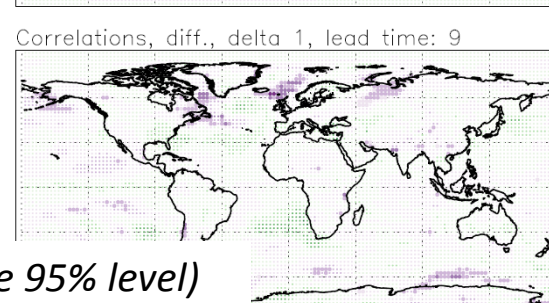 Correlations, diff., delta 1, lead time: 9
e 95% level)